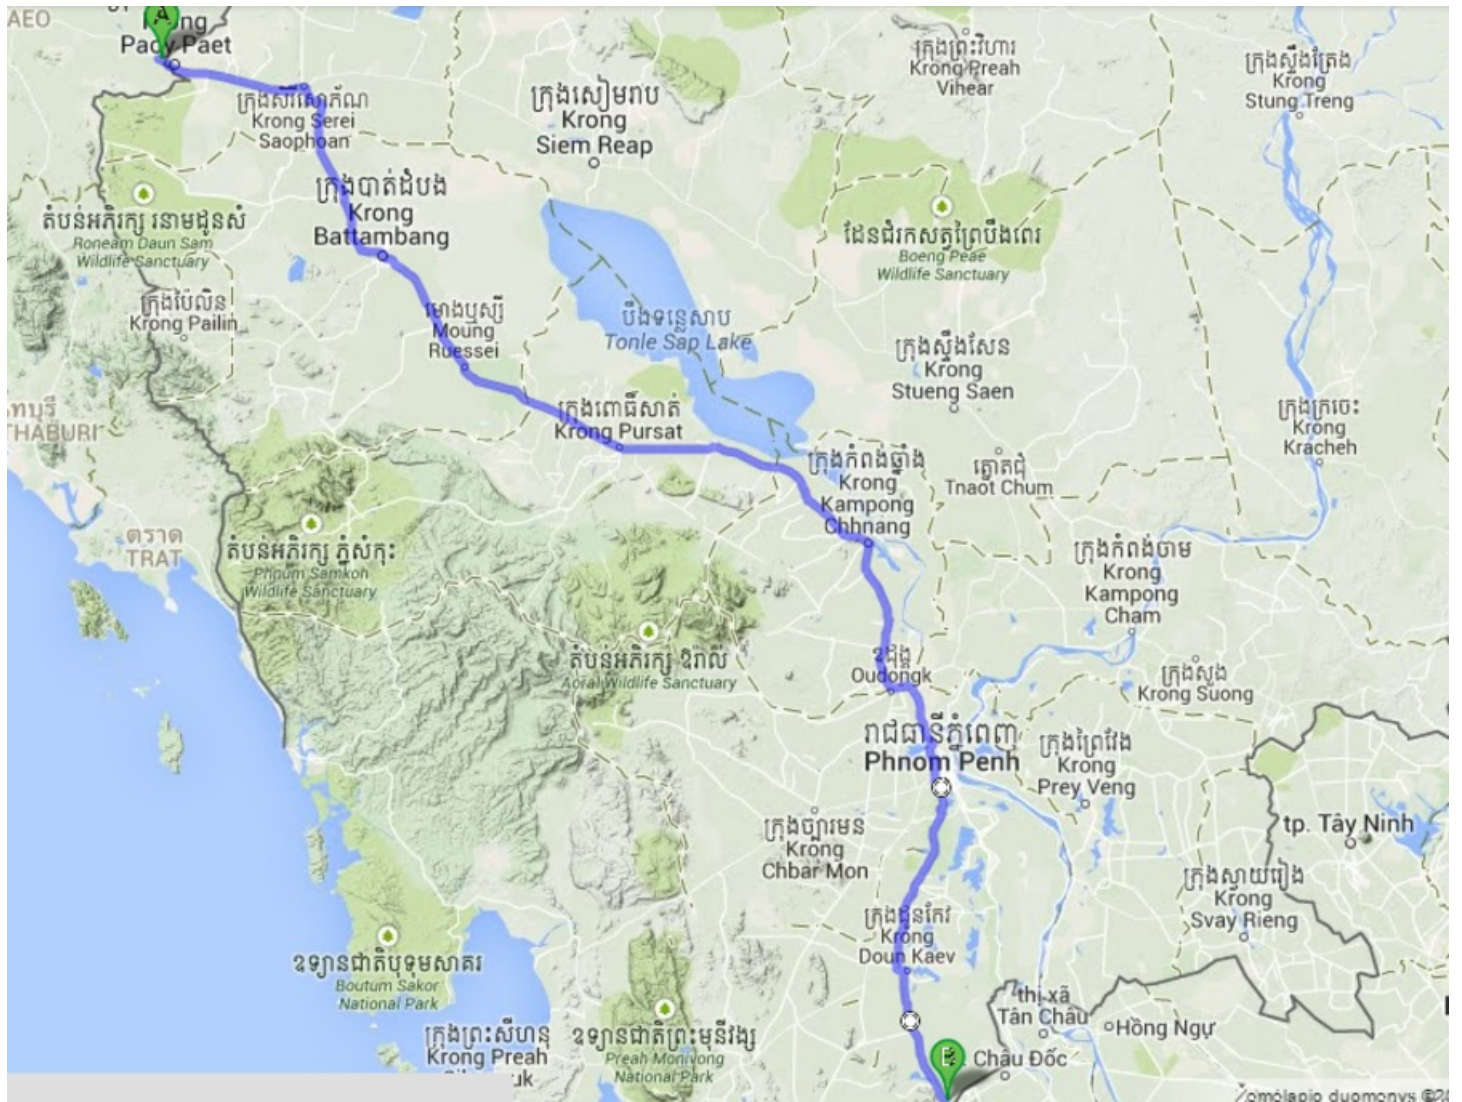 AEO
Paoy Paet
ក្រុងសិរីសោភ័ណ
Krong Serei
Saophoan
ក្រុងសៀមរាប
Krong
Siem Reap
ក្រុងព្រះវិហារ
Krong Preah
Vihear
ក្រុងស្ទឹងត្រែង
Krong
Stung Treng
ក្រុងបាត់ដំបង
Krong
Battambang
តំបន់អភិរក្ស រនាមដូនសំ
Roneam Daun Sam
Wildlife Sanctuary
ដែនជំរកសត្វព្រៃបឹងពេរ
Boeng Peae
Wildlife Sanctuary
ក្រុងប៉ៃលិន
Krong Pailin
មោងឬស្សី
Moung
Ruessei
បឹងទន្លេសាប
Tonle Sap Lake
ក្រុងស្ទឹងសែន
Krong
Stueng Saen
THABURI
ក្រុងពោធិ៍សាត់
Krong Pursat
ក្រុងក្រចេះ
Krong
Kracheh
ក្រុងកំពង់ឆ្នាំង
Krong
Kampong
Chhnang
ត្នោតជុំ
Tnaot Chum
ตราด
TRAT
តំបន់អភិរក្ស ភ្នំសំកុះ
Phnum Samkoh
Wildlife Sanctuary
ក្រុងកំពង់ចាម
Krong
Kampong
Cham
តំបន់អភិរក្ស ឱរ៉ាល់
Aoral Wildlife Sanctuary
ឧដុង្គ
Oudongk
ក្រុងសួង
Krong Suong
រាជធានីភ្នំពេញ
Phnom Penh
ក្រុងព្រៃវែង
Krong
Prey Veng
ក្រុងច្បារមន
Krong
Chbar Mon
tp. Tây Ninh
ក្រុងស្វាយរៀង
Krong
Svay Rieng
ក្រុងដូនកែវ
Krong
Doun Kaev
ឧទ្យានជាតិបុទុមសាគរ
Boutum Sakor
National Park
thị xã
Tân Châu
Hồng Ngự
ក្រុងព្រះសីហនុ
Krong Preah
ឧទ្យានជាតិព្រះមុនីវង្ស
Preah Monivong
National Park
Châu Đốc